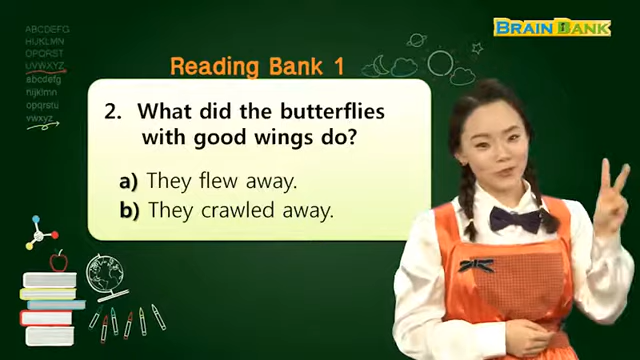 ABCDEFG
HIJKLMN
OPQRST
UVWXYZ
abcdefg
hijklmn
opqrstu
vwxyz
BRAIN BANK
Reading Bank 1
2. What did the butterflies
with good wings do?
a) They flew away.
b) They crawled away.